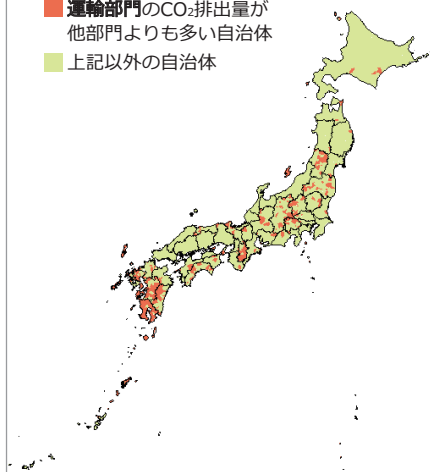 運輸部門のCO₂排出量が
他部門よりも多い自治体
上記以外の自治体